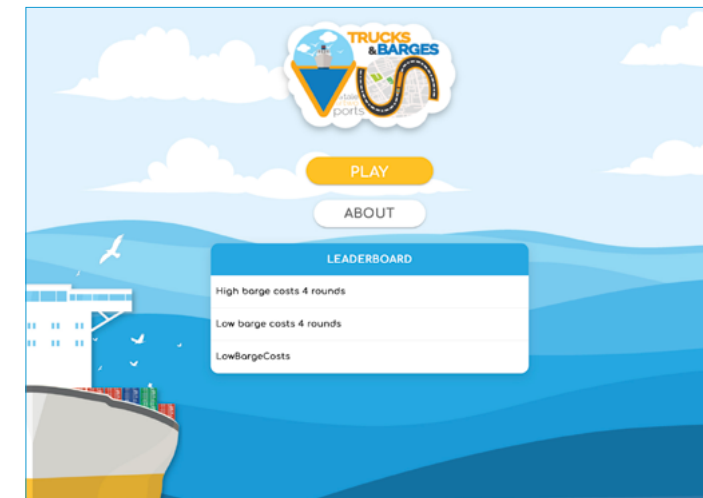 TRUCKS
&BARGES
ports
PLAY
ABOUT
LEADERBOARD
High barge costs 4 rounds
Low barge costs 4 rounds
LowBargeCosts